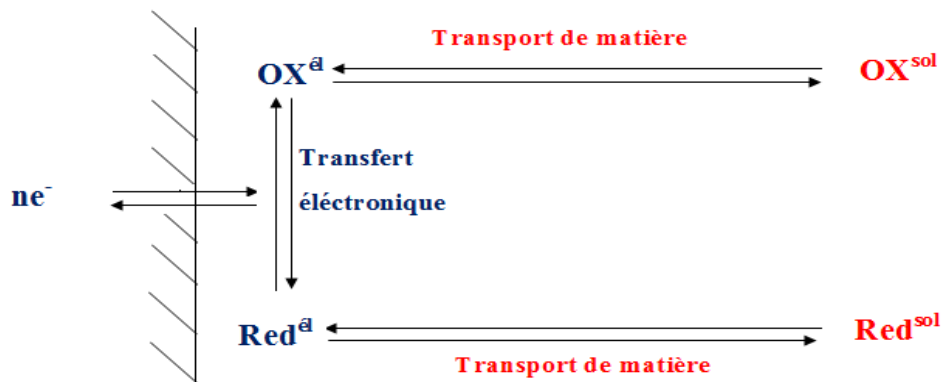 Transport de matière
OX^él
OX^sol
Transfert
ne^-
éléctronique
Red^él
Red^sol
Transport de matière